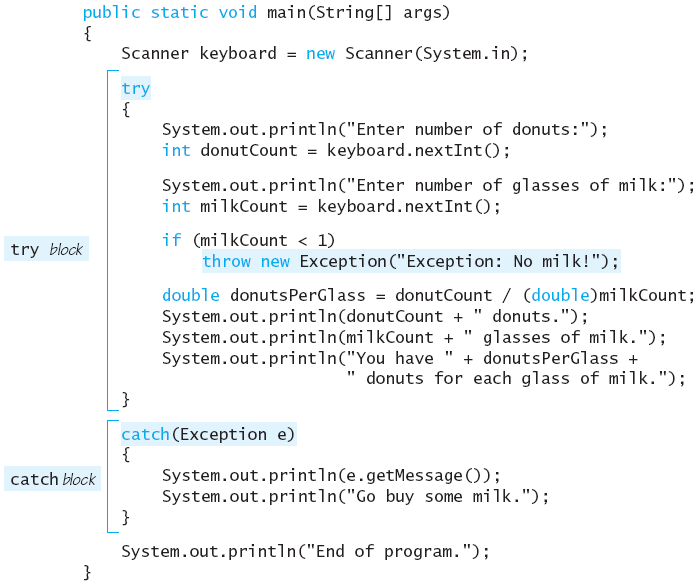 public static void main(String[] args)
{
Scanner keyboard = new Scanner(System.in);
try
{
System.out.println("Enter number of donuts:");
int donutCount = keyboard.nextInt();
System.out.println("Enter number of glasses of milk:");
int milkCount = keyboard.nextInt();
try block
if (milkCount < 1)
throw new Exception("Exception: No milk!");
double donutsPerGlass = donutCount / (double)milkCount;
System.out.println(donutCount + " donuts.");
System.out.println(milkCount + " glasses of milk.");
System.out.println("You have " + donutsPerGlass +
" donuts for each glass of milk.");
}
catch(Exception e)
{
catch block
System.out.println(e.getMessage());
System.out.println("Go buy some milk.");
}
System.out.println("End of program.");
}